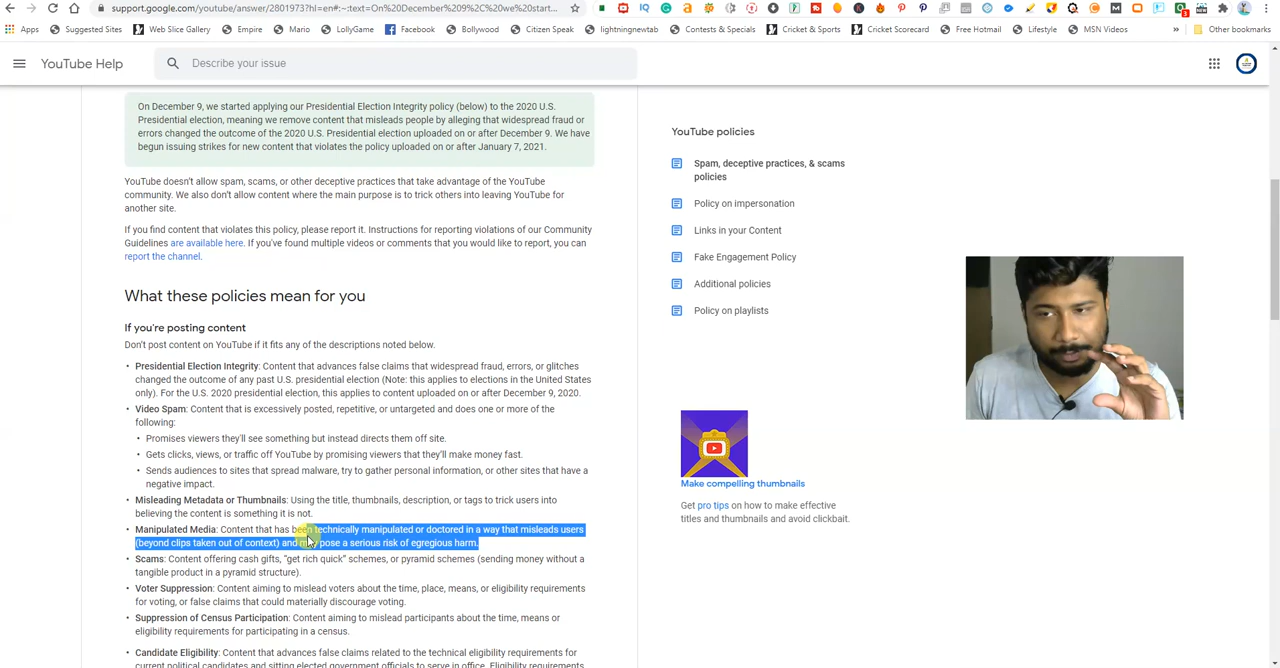 support.google.com/youtube/answer/2801973?hl=en#:~:text=On%20December%209%2C%20we%20start...
Apps Suggested Sites Web Slice Gallery Empire Mario LollyGame Facebook Bollywood Citizen Speak lightningnewtab Contests & Specials Cricket & Sports Cricket Scorecard Free Hotmail Lifestyle MSN Videos » Other bookmarks
YouTube Help
Describe your issue
On December 9, we started applying our Presidential Election Integrity policy (below) to the 2020 U.S.
Presidential election, meaning we remove content that misleads people by alleging that widespread fraud or
errors changed the outcome of the 2020 U.S. Presidential election uploaded on or after December 9. We have
begun issuing strikes for new content that violates the policy uploaded on or after January 7, 2021.
YouTube doesn't allow spam, scams, or other deceptive practices that take advantage of the YouTube
community. We also don't allow content where the main purpose is to trick others into leaving YouTube for
another site.
If you find content that violates this policy, please report it. Instructions for reporting violations of our Community
Guidelines are available here. If you've found multiple videos or comments that you would like to report, you can
report the channel.
What these policies mean for you
If you're posting content
Don't post content on YouTube if it fits any of the descriptions noted below.
• Presidential Election Integrity: Content that advances false claims that widespread fraud, errors, or glitches
changed the outcome of any past U.S. presidential election (Note: this applies to elections in the United States
only). For the U.S. 2020 presidential election, this applies to content uploaded on or after December 9, 2020.
• Video Spam: Content that is excessively posted, repetitive, or untargeted and does one or more of the
following:
• Promises viewers they'll see something but instead directs them off site.
• Gets clicks, views, or traffic off YouTube by promising viewers that they'll make money fast.
• Sends audiences to sites that spread malware, try to gather personal information, or other sites that have a
negative impact.
• Misleading Metadata or Thumbnails: Using the title, thumbnails, description, or tags to trick users into
believing the content is something it is not.
• Manipulated Media: Content that has been technically manipulated or doctored in a way that misleads users
(beyond clips taken out of context) and may pose a serious risk of egregious harm.
• Scams: Content offering cash gifts, "get rich quick" schemes, or pyramid schemes (sending money without a
tangible product in a pyramid structure).
• Voter Suppression: Content aiming to mislead voters about the time, place, means, or eligibility requirements
for voting, or false claims that could materially discourage voting.
• Suppression of Census Participation: Content aiming to mislead participants about the time, means or
eligibility requirements for participating in a census.
• Candidate Eligibility: Content that advances false claims related to the technical eligibility requirements for
current political candidates and sitting elected government officials to serve in office. Eligibility requirements
YouTube policies
Spam, deceptive practices, & scams
policies
Policy on impersonation
Links in your Content
Fake Engagement Policy
Additional policies
Policy on playlists
Make compelling thumbnails
Get pro tips on how to make effective
titles and thumbnails and avoid clickbait.